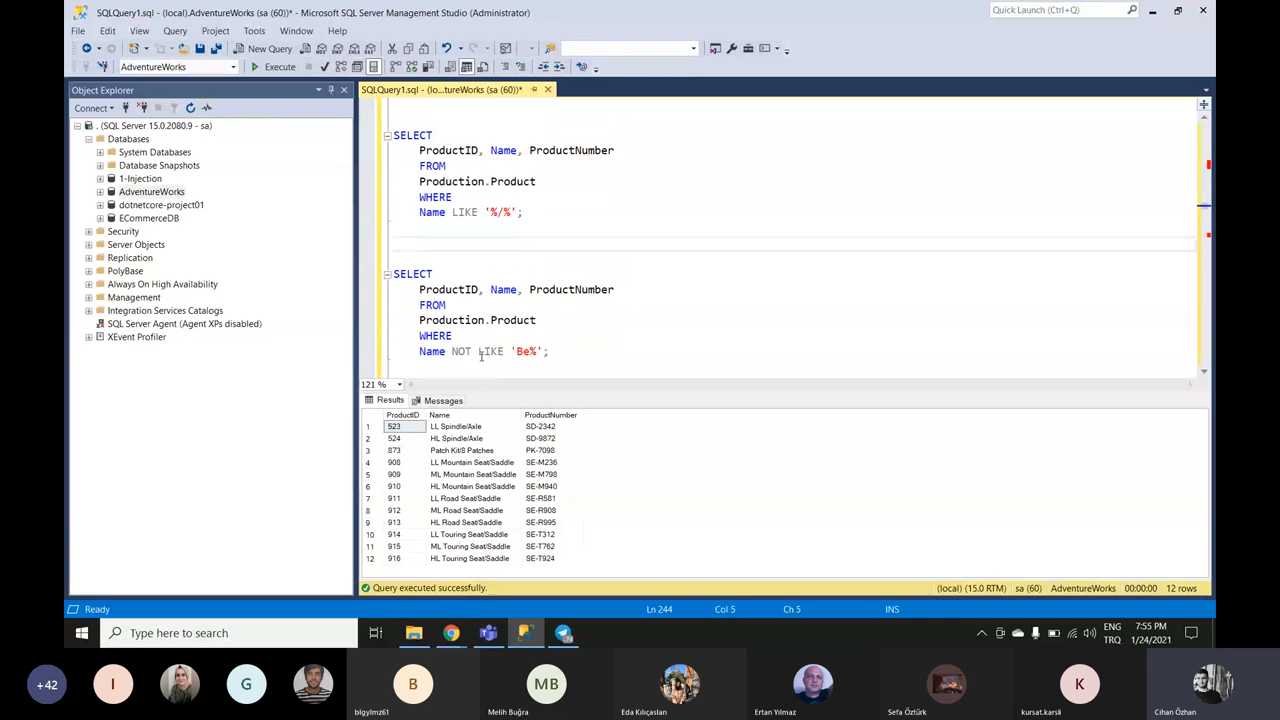 SQLQuery1.sql - (local).AdventureWorks (sa (60))* - Microsoft SQL Server Management Studio (Administrator)
Quick Launch (Ctrl+Q)
File Edit View Query Project Tools Window Help
New Query
AdventureWorks
Execute
Object Explorer
SQLQuery1.sql - (lo...tureWorks (sa (60))*
Connect
. (SQL Server 15.0.2080.9 - sa)
Databases
System Databases
Database Snapshots
1-Injection
AdventureWorks
dotnetcore-project01
ECommerceDB
Security
Server Objects
Replication
PolyBase
Always On High Availability
Management
Integration Services Catalogs
SQL Server Agent (Agent XPs disabled)
XEvent Profiler
SELECT
ProductID, Name, ProductNumber
FROM
Production.Product
WHERE
Name LIKE '%/%';
SELECT
ProductID, Name, ProductNumber
FROM
Production.Product
WHERE
Name NOT LIKE 'Be%';
121 %
Results Messages
ProductID Name ProductNumber
1 523 LL Spindle/Axle SD-2342
2 524 HL Spindle/Axle SD-9872
3 873 Patch Kit/8 Patches PK-7098
4 908 LL Mountain Seat/Saddle SE-M236
5 909 ML Mountain Seat/Saddle SE-M798
6 910 HL Mountain Seat/Saddle SE-M940
7 911 LL Road Seat/Saddle SE-R581
8 912 ML Road Seat/Saddle SE-R908
9 913 HL Road Seat/Saddle SE-R995
10 914 LL Touring Seat/Saddle SE-T312
11 915 ML Touring Seat/Saddle SE-T762
12 916 HL Touring Seat/Saddle SE-T924
Query executed successfully.
(local) (15.0 RTM) sa (60) AdventureWorks 00:00:00 12 rows
Ready
Ln 244 Col 5 Ch 5 INS
Type here to search
ENG
TRQ
7:55 PM
1/24/2021
+42
I
G
B
MB
K
blgylmz61
Melih Buğra
Eda Kılıçaslan
Ertan Yılmaz
Sefa Öztürk
kursat.karsli
Cihan Özhan